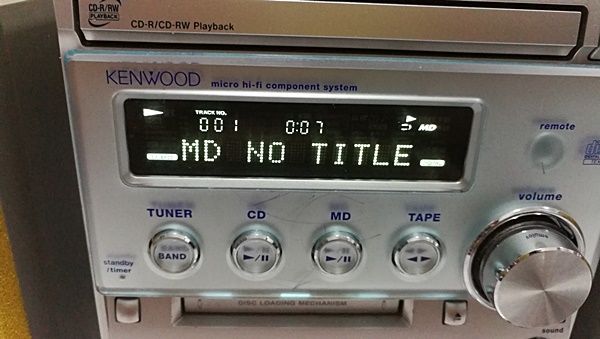 CD-R/RW
PLAYBACK
CD-R/CD-RW Playback
KENWOOD micro hi-fi component system
TRACK NO.
001 0:07 MD
MD NO TITLE
remote
volume
TUNER CD MD TAPE
BAND
standby
/timer
DISC LOADING MECHANISM
sound